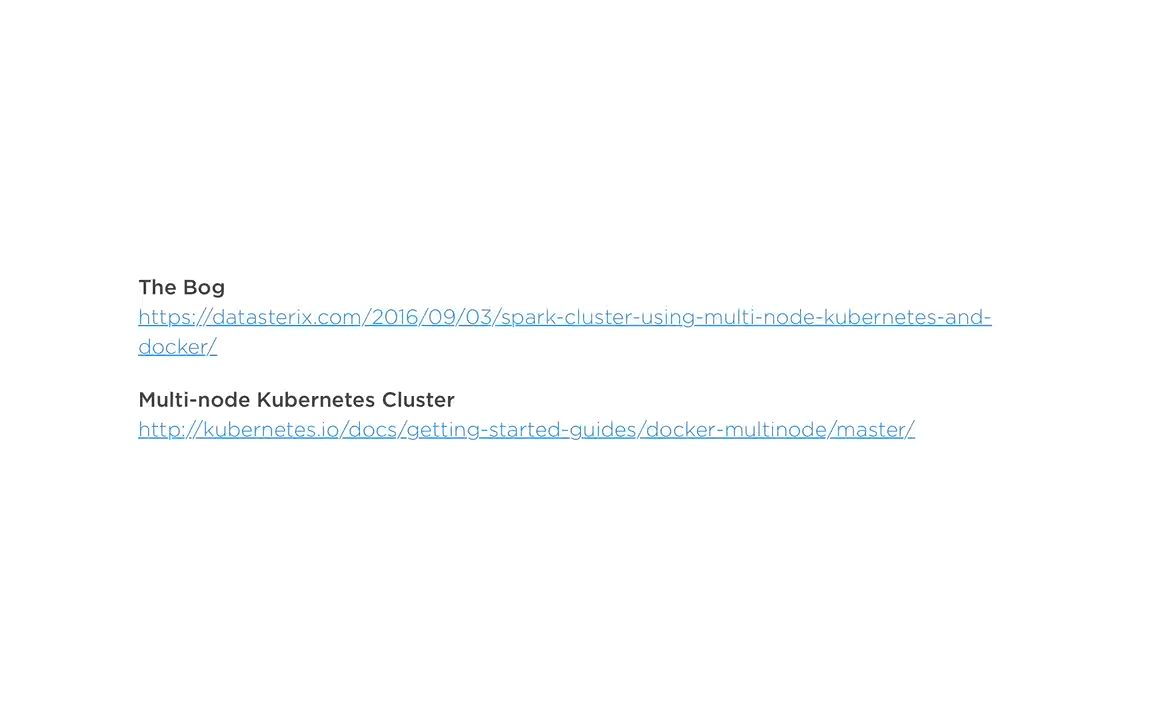 The Bog
https://datasterix.com/2016/09/03/spark-cluster-using-multi-node-kubernetes-and-
docker/
Multi-node Kubernetes Cluster
http://kubernetes.io/docs/getting-started-guides/docker-multinode/master/